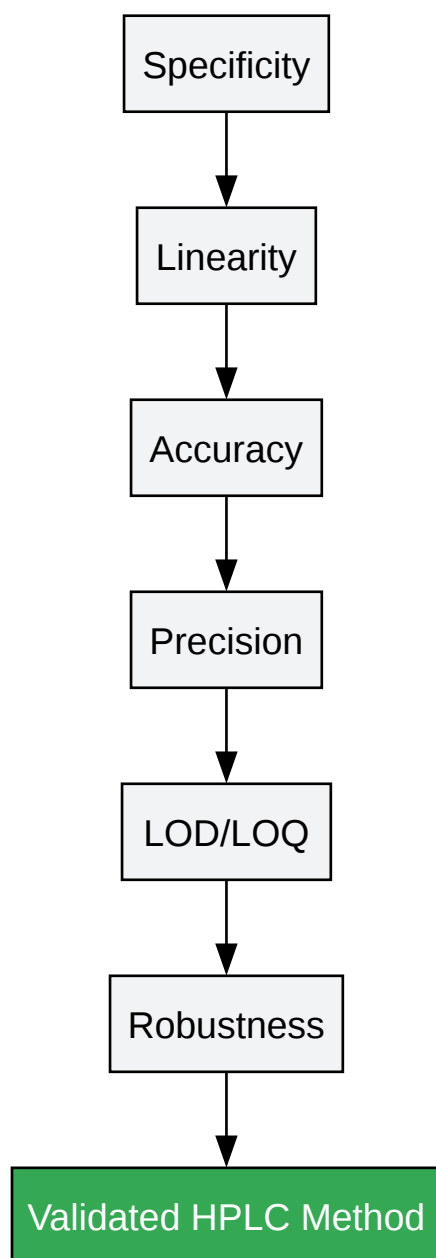 Specificity
Linearity
Accuracy
Precision
LOD/LOQ
Robustness
Validated HPLC Method